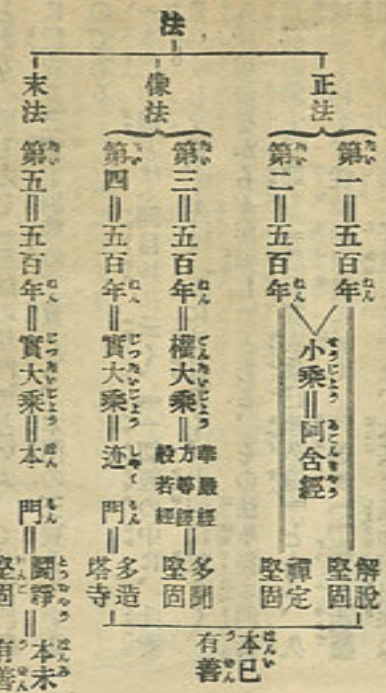 法
正法
第一＝五百年
第二＝五百年
小乘＝阿含經
解說堅固
禪定堅固
像法
第三＝五百年＝權大乘＝華嚴經 方等經 般若經＝多聞堅固
第四＝五百年＝實大乘＝迹門＝多造塔寺
本已有善
末法
第五＝五百年＝實大乘＝本門＝鬪諍堅固＝本未有善